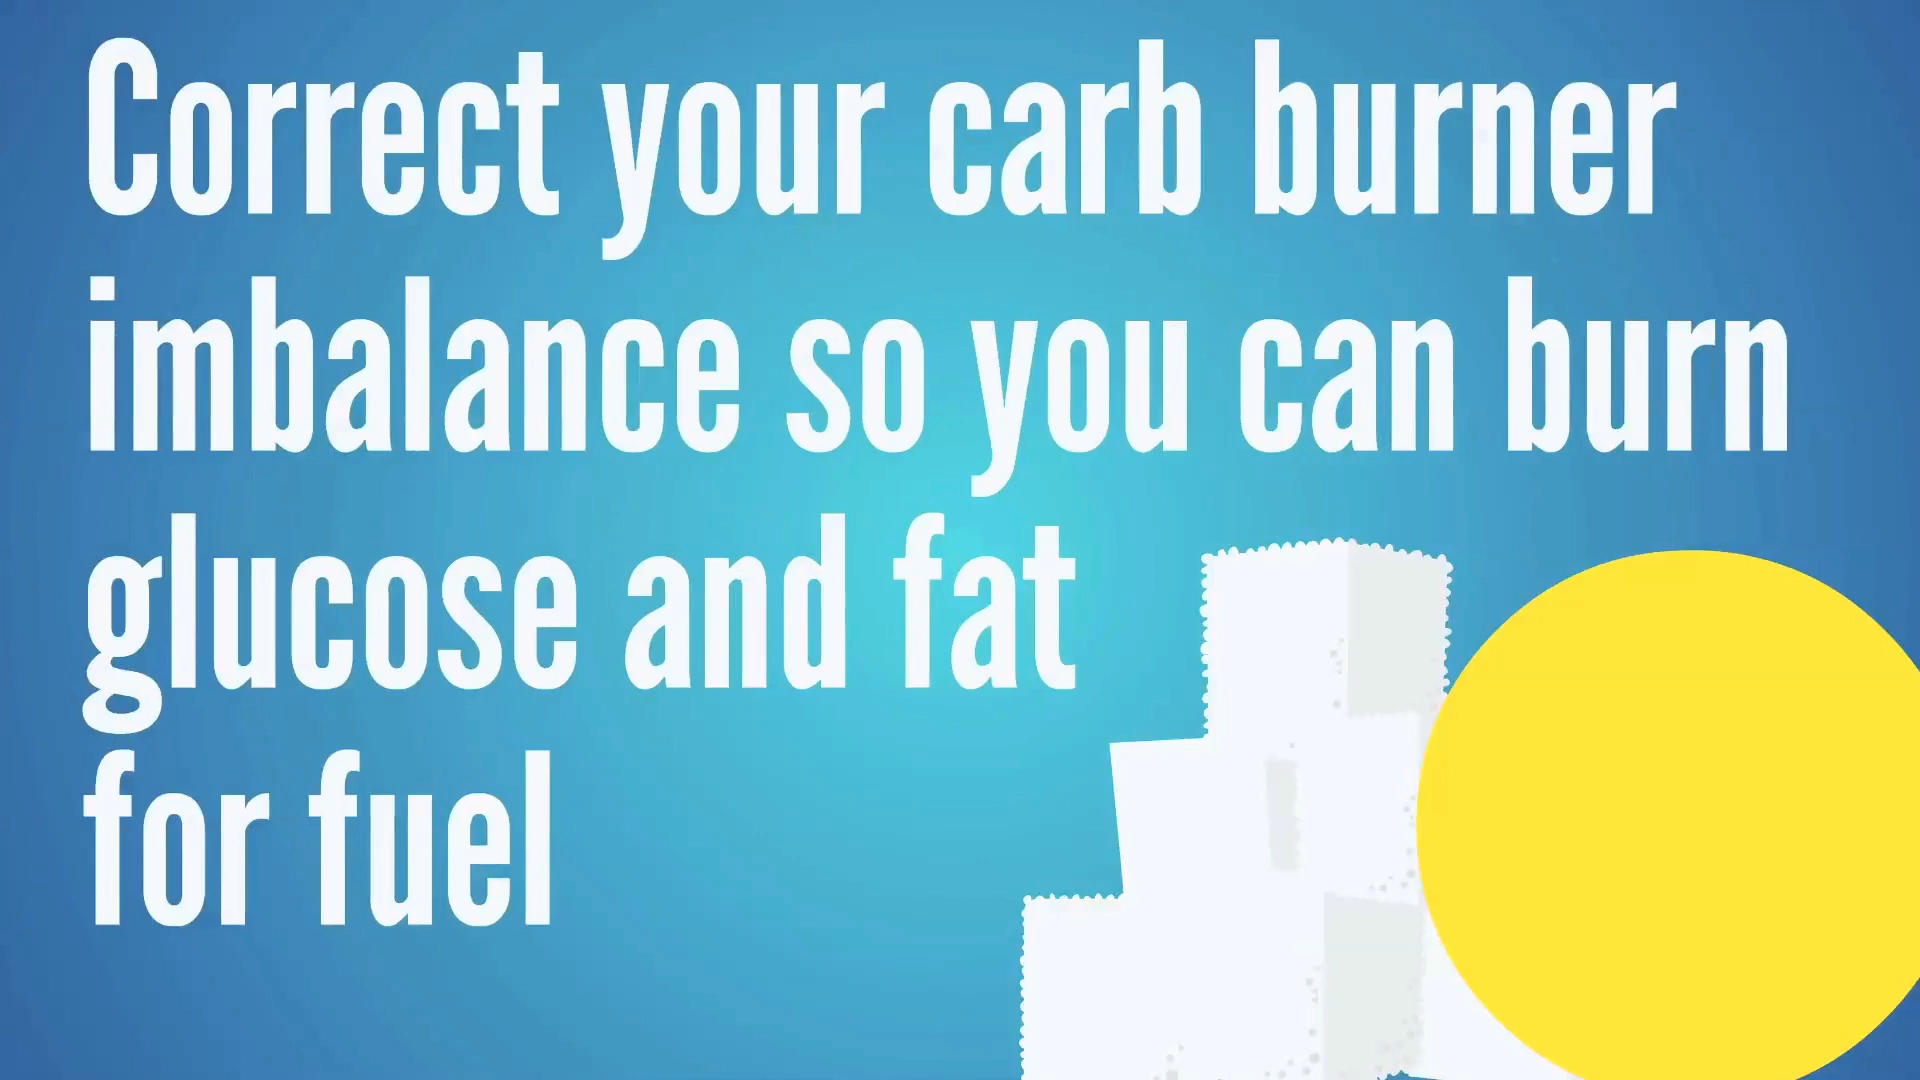 Correct your carb burner
imbalance so you can burn
glucose and fat
for fuel